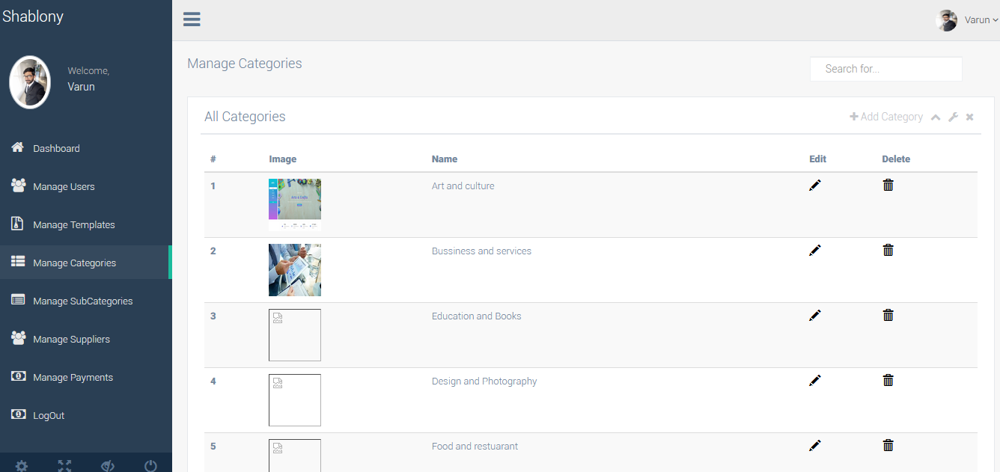 Shablony
Varun
Welcome,
Varun
Dashboard
Manage Users
Manage Templates
Manage Categories
Manage SubCategories
Manage Suppliers
Manage Payments
LogOut
Manage Categories
Search for...
All Categories
Add Category
# Image Name Edit Delete
1 Art and culture
Arts & Crafts
2 Bussiness and services
3 Education and Books
4 Design and Photography
5 Food and restuarant